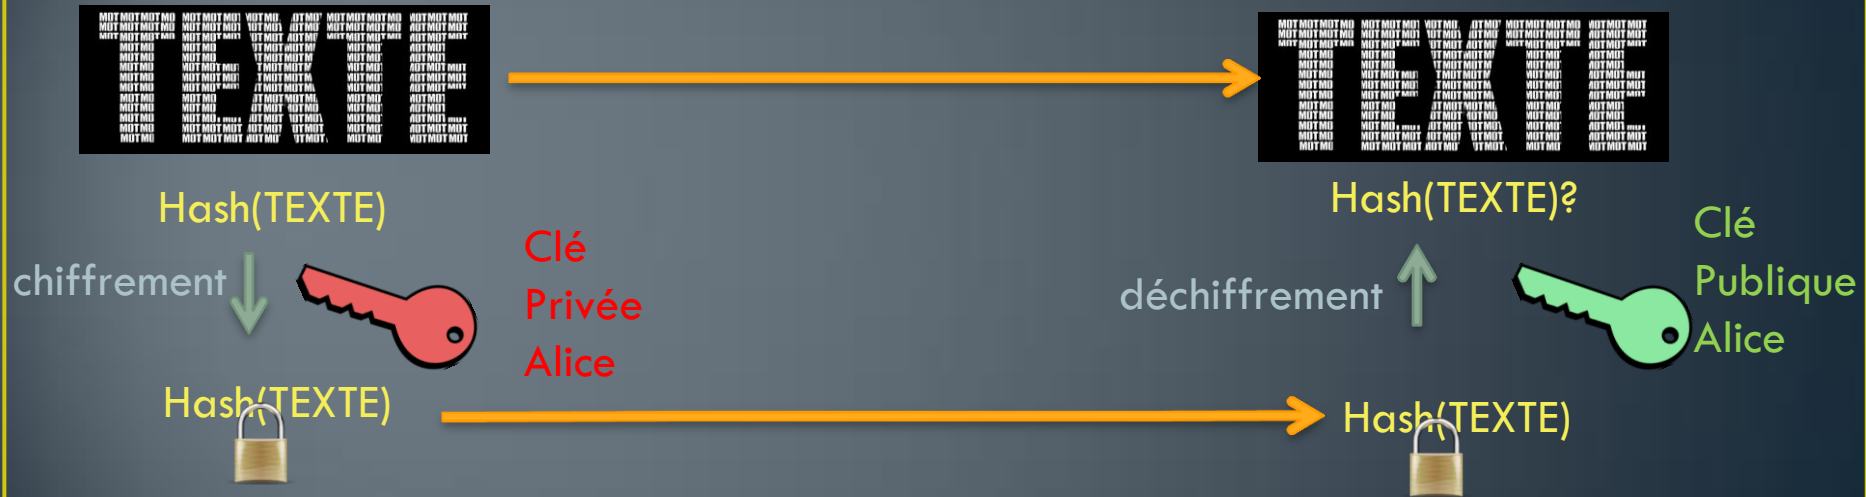 TEXTE
TEXTE
Hash(TEXTE)
chiffrement
Clé
Privée
Alice
Hash(TEXTE)
Hash(TEXTE)?
déchiffrement
Clé
Publique
Alice
Hash(TEXTE)